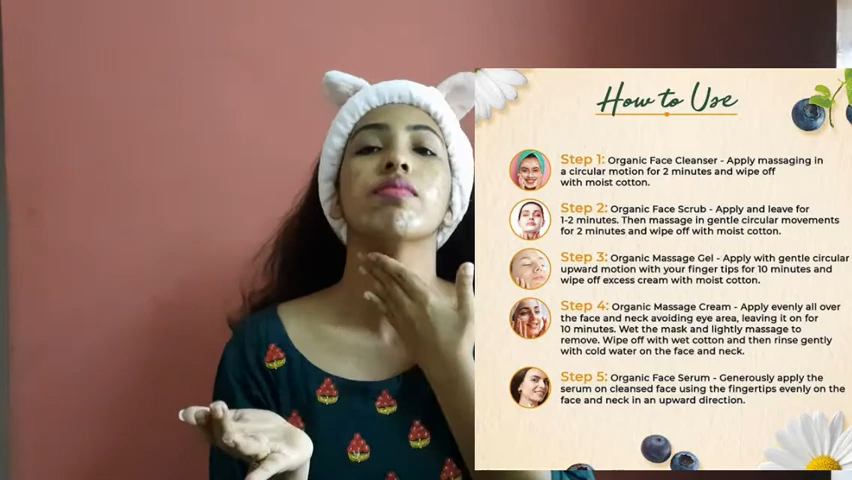 How to Use
Step 1: Organic Face Cleanser - Apply massaging in
a circular motion for 2 minutes and wipe off
with moist cotton.
Step 2: Organic Face Scrub - Apply and leave for
1-2 minutes. Then massage in gentle circular movements
for 2 minutes and wipe off with moist cotton.
Step 3: Organic Massage Gel - Apply with gentle circular
upward motion with your finger tips for 10 minutes and
wipe off excess cream with moist cotton.
Step 4: Organic Massage Cream - Apply evenly all over
the face and neck avoiding eye area, leaving it on for
10 minutes. Wet the mask and lightly massage to
remove. Wipe off with wet cotton and then rinse gently
with cold water on the face and neck.
Step 5: Organic Face Serum - Generously apply the
serum on cleansed face using the fingertips evenly on the
face and neck in an upward direction.